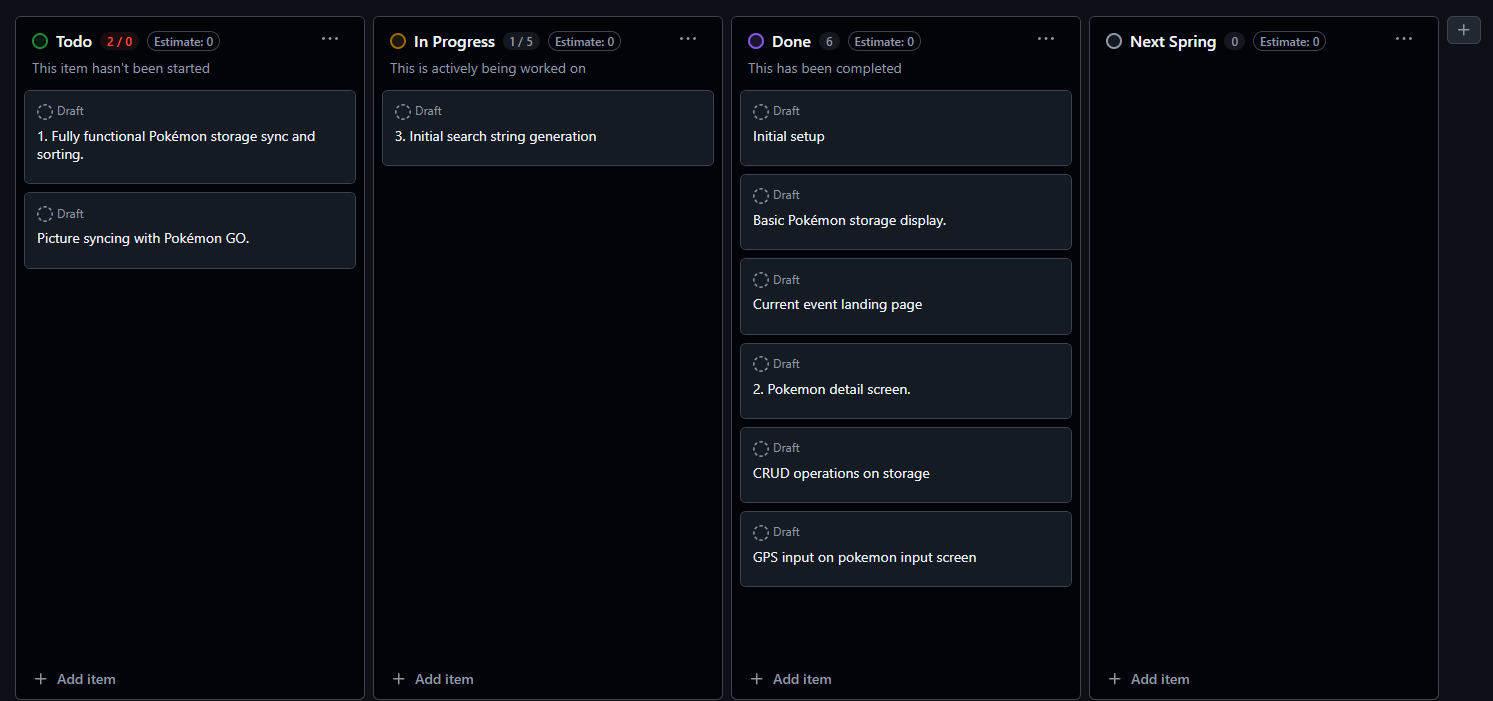 Todo 2 / 0 Estimate: 0 ...
This item hasn't been started
Draft
1. Fully functional Pokémon storage sync and
sorting.
Draft
Picture syncing with Pokémon GO.
+ Add item
In Progress 1 / 5 Estimate: 0 ...
This is actively being worked on
Draft
3. Initial search string generation
+ Add item
Done 6 Estimate: 0 ...
This has been completed
Draft
Initial setup
Draft
Basic Pokémon storage display.
Draft
Current event landing page
Draft
2. Pokemon detail screen.
Draft
CRUD operations on storage
Draft
GPS input on pokemon input screen
+ Add item
Next Spring 0 Estimate: 0 ...
+ Add item
+